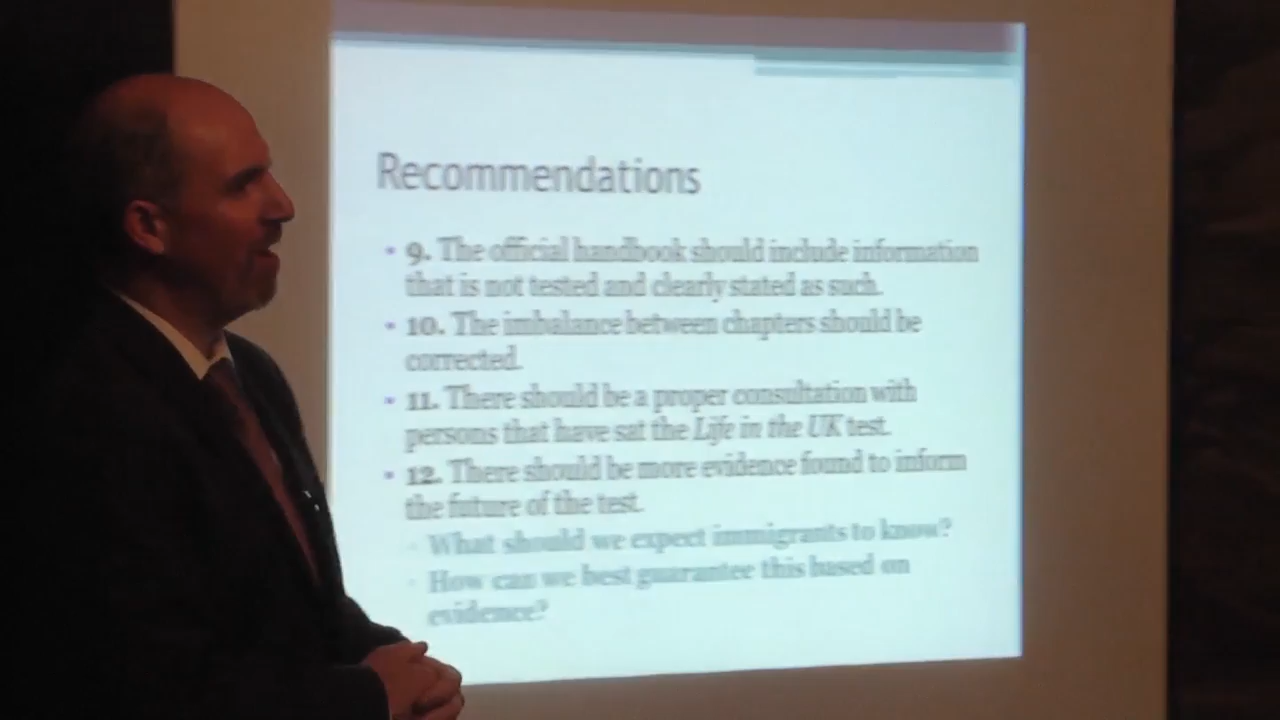 Recommendations
• 9. The official handbook should include information
that is not tested and clearly stated as such.
• 10. The imbalance between chapters should be
corrected.
• 11. There should be a proper consultation with
persons that have sat the Life in the UK test.
• 12. There should be more evidence found to inform
the future of the test.
▫ What should we expect immigrants to know?
▫ How can we best guarantee this based on
evidence?